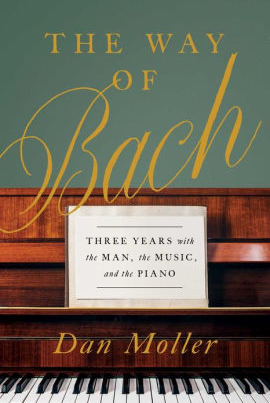 THE WAY
OF
Bach
THREE YEARS with
the MAN, the MUSIC,
and the PIANO
Dan Moller